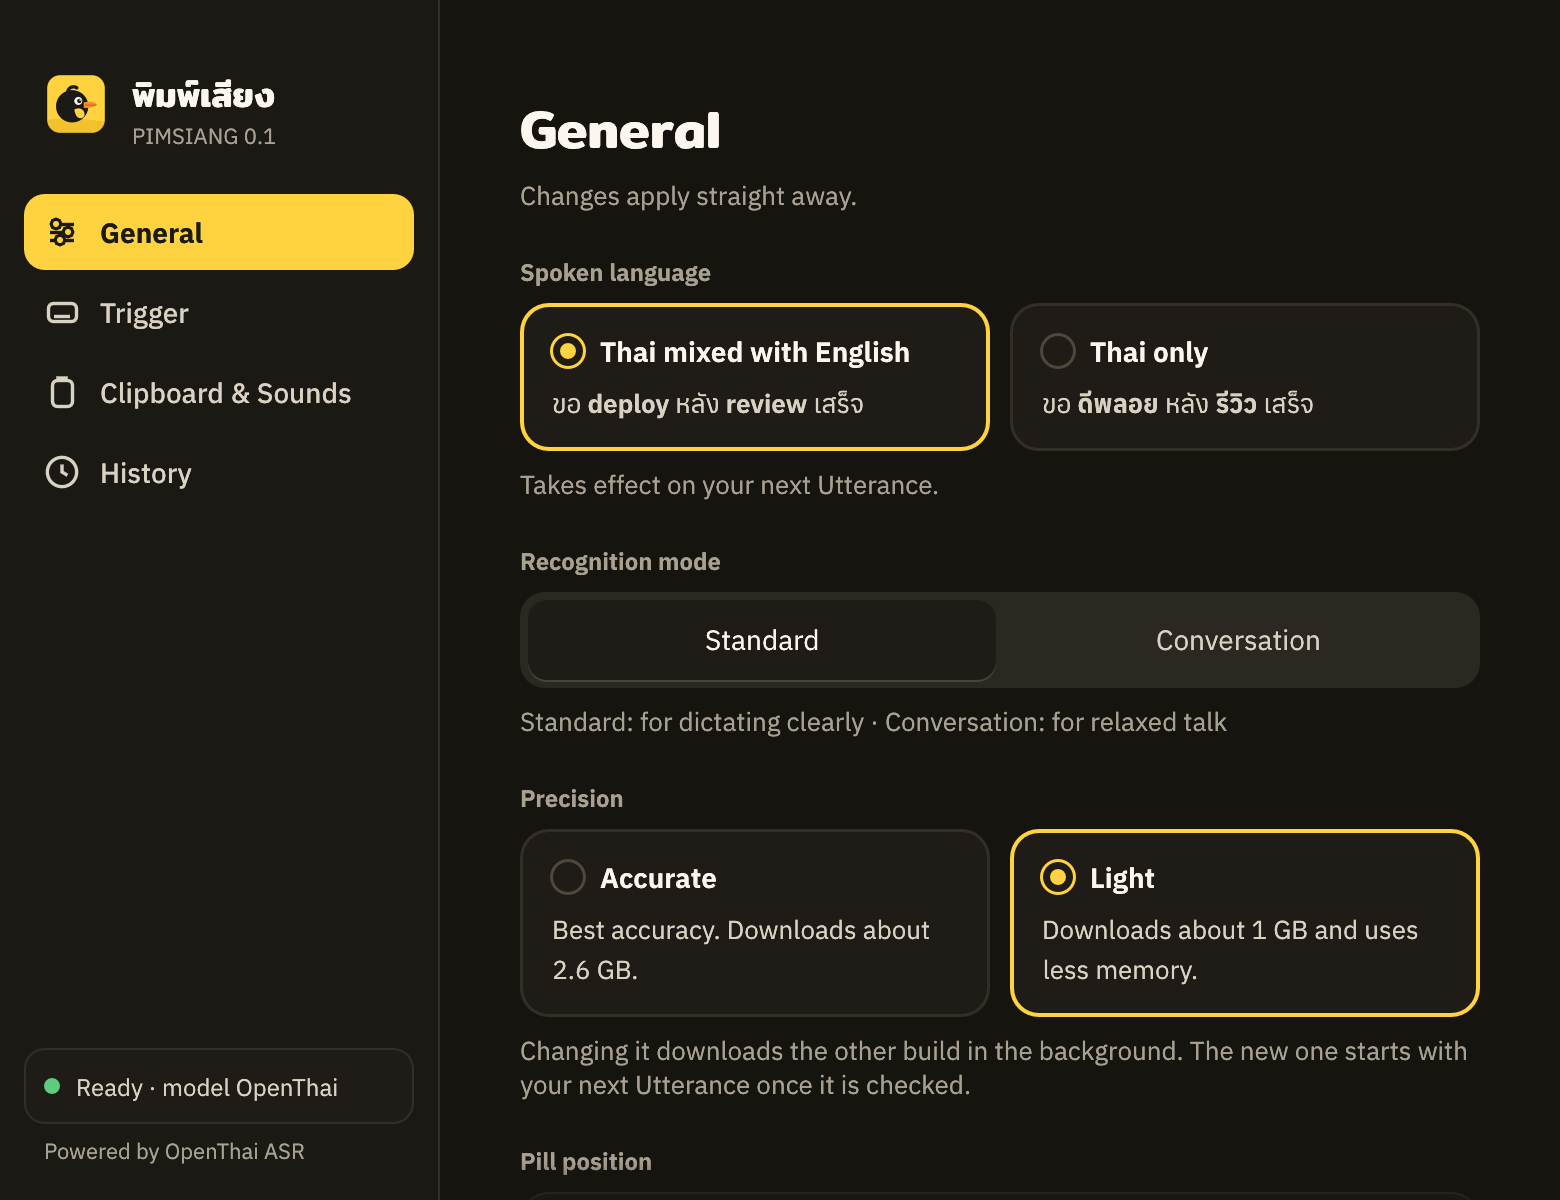 พิมพ์เสียง
PIMSIANG 0.1
General
Trigger
Clipboard & Sounds
History
Ready · model OpenThai
Powered by OpenThai ASR
General
Changes apply straight away.
Spoken language
Thai mixed with English
ขอ deploy หลัง review เสร็จ
Thai only
ขอ ดีพลอย หลัง รีวิว เสร็จ
Takes effect on your next Utterance.
Recognition mode
Standard
Conversation
Standard: for dictating clearly · Conversation: for relaxed talk
Precision
Accurate
Best accuracy. Downloads about
2.6 GB.
Light
Downloads about 1 GB and uses
less memory.
Changing it downloads the other build in the background. The new one starts with
your next Utterance once it is checked.
Pill position